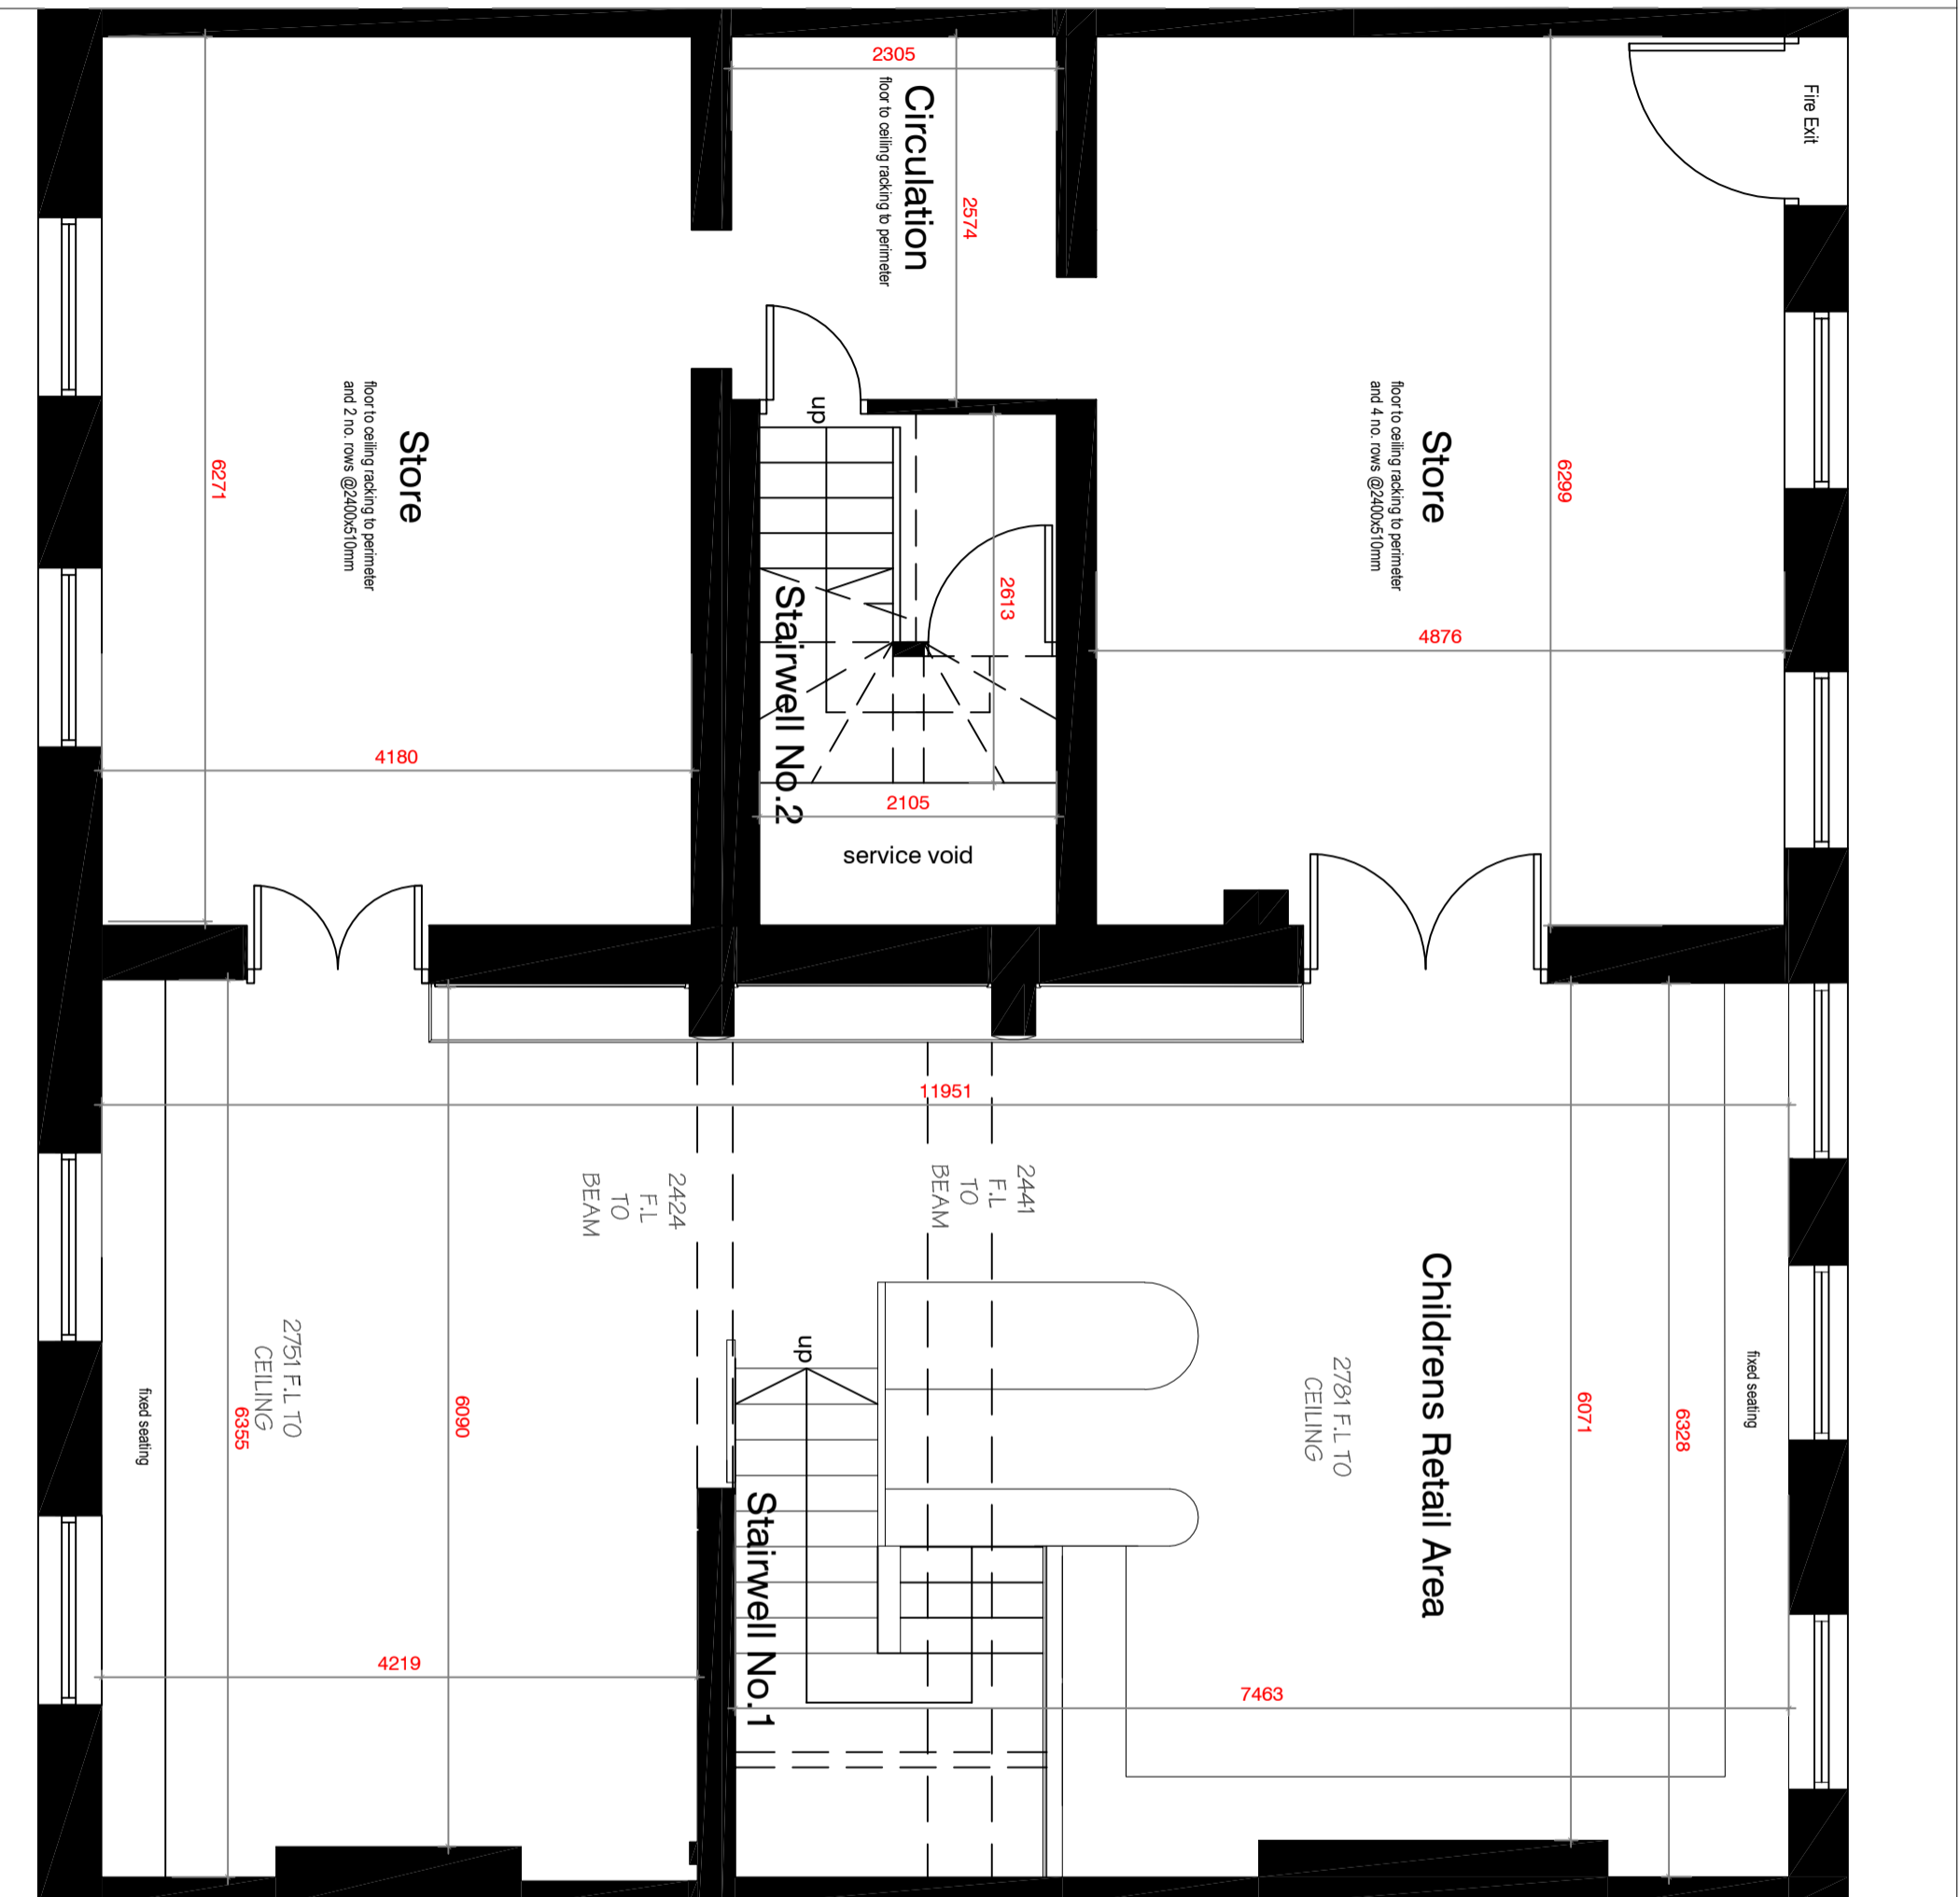 Fire Exit
2305
Circulation
floor to ceiling racking to perimeter
2574
Store
floor to ceiling racking to perimeter
and 4 no. rows @2400x510mm
6299
4876
Store
floor to ceiling racking to perimeter
and 2 no. rows @2400x510mm
6271
4180
up
Stairwell No.2
2613
2105
service void
11951
2424
F.L
TO
BEAM
2441
F.L
TO
BEAM
Childrens Retail Area
2781 F.L TO
CEILING
6071
6328
fixed seating
2751 F.L TO
CEILING
6355
6090
fixed seating
up
Stairwell No.1
4219
7463